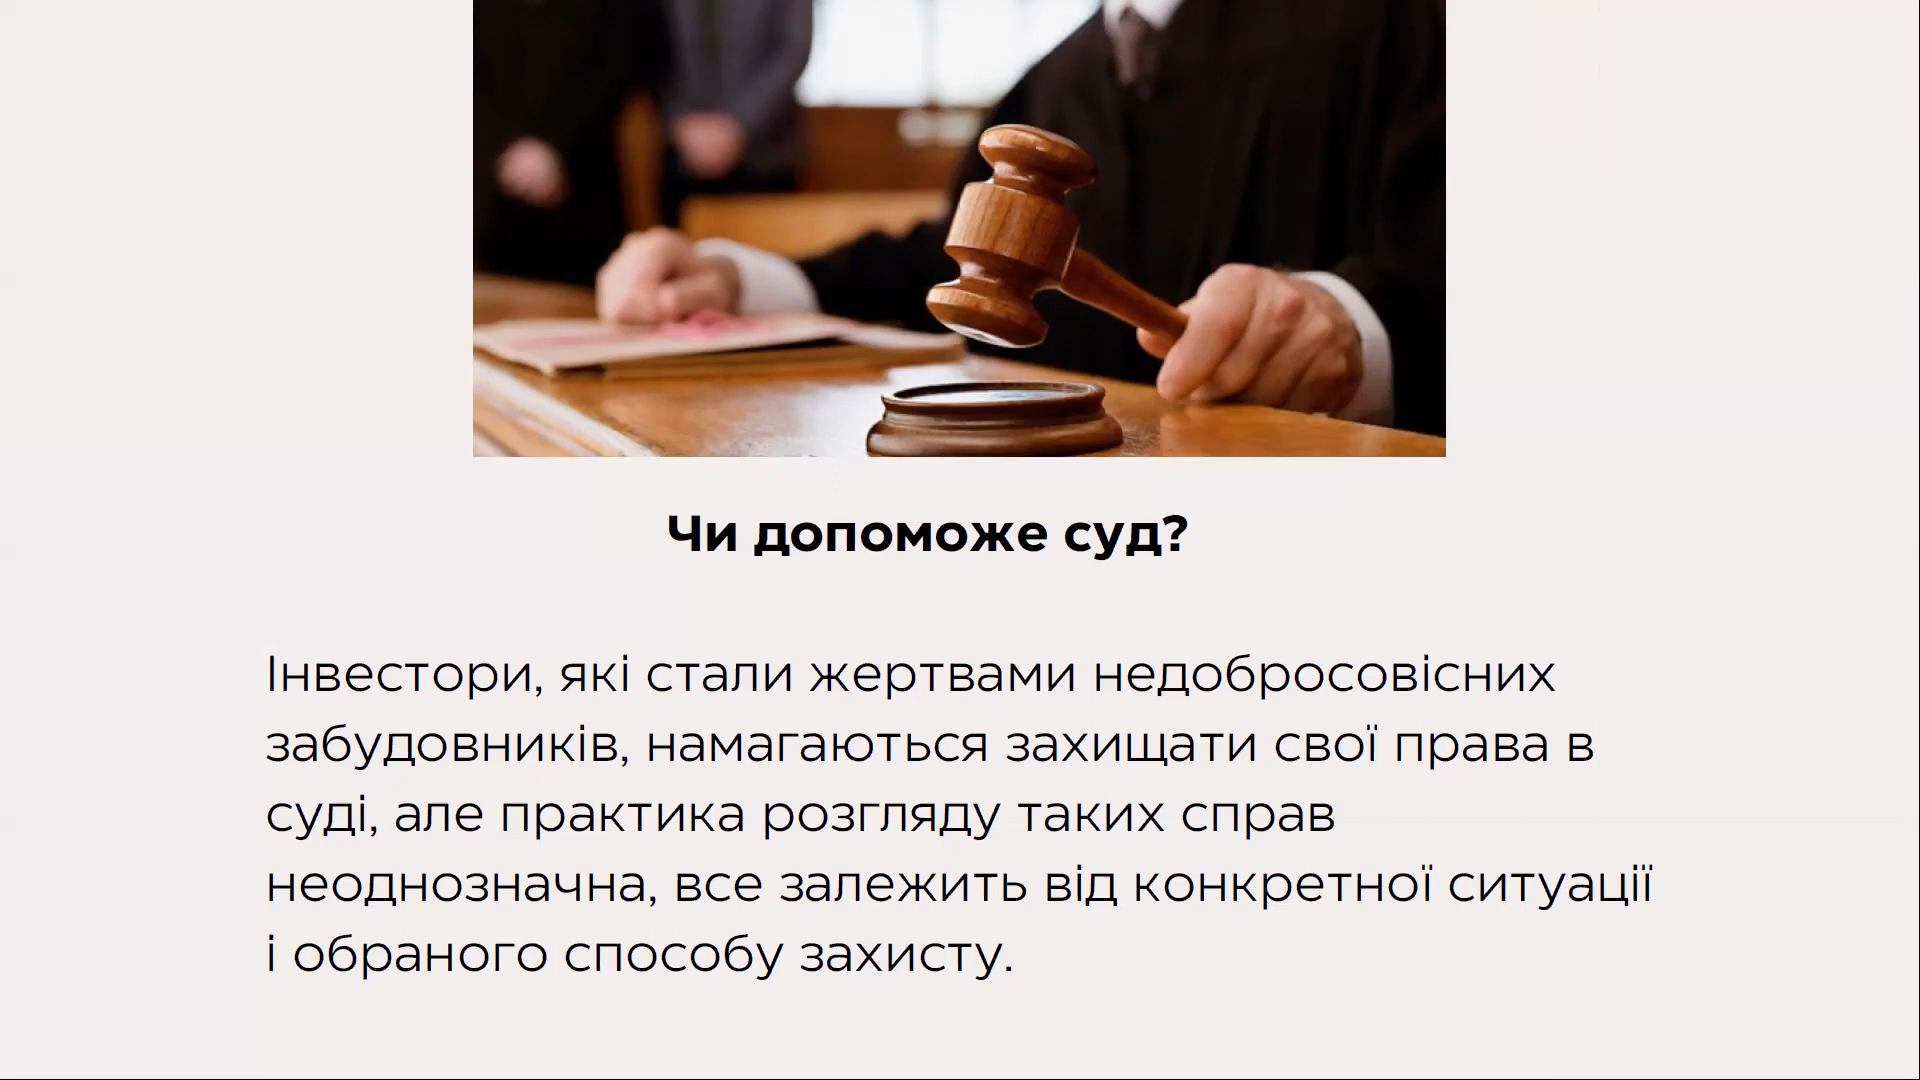 Чи допоможе суд?
Інвестори, які стали жертвами недобросовісних
забудовників, намагаються захищати свої права в
суді, але практика розгляду таких справ
неоднозначна, все залежить від конкретної ситуації
і обраного способу захисту.